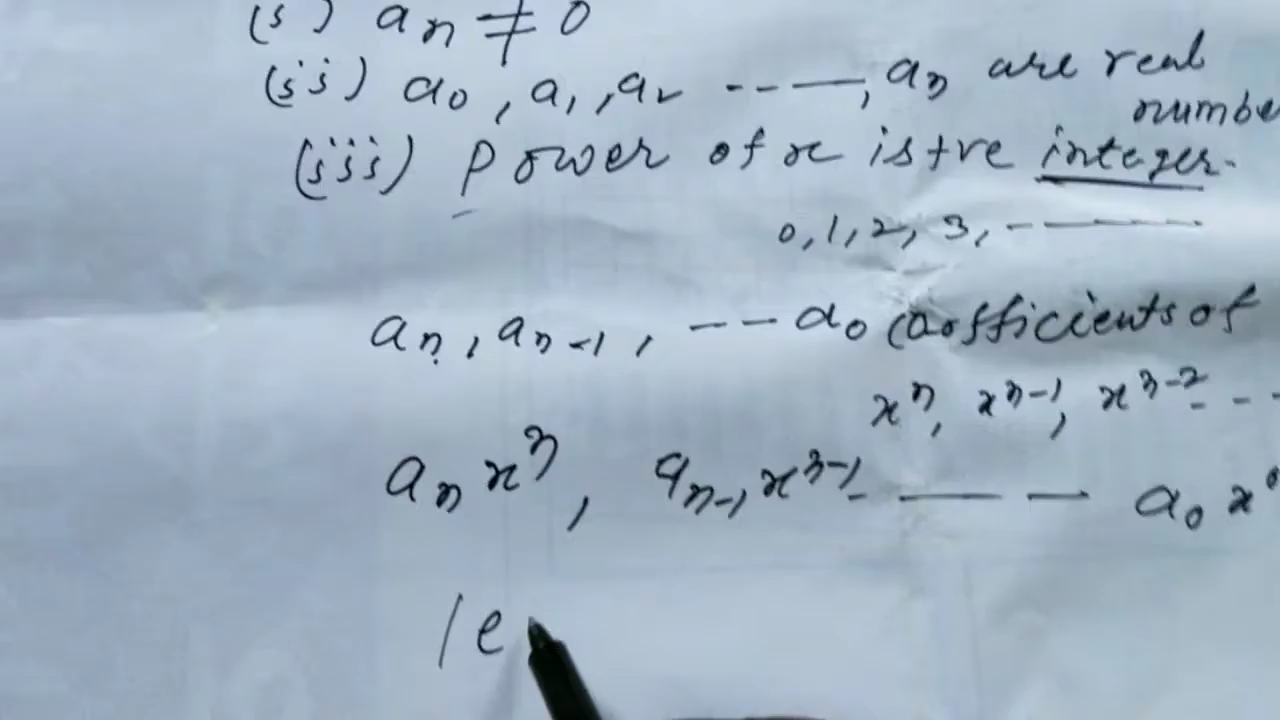 (i) aₙ ≠ 0
(ii) a₀, a₁, a₂ -----, aₙ are real
number
(iii) Power of x is +ve integer.
0, 1, 2, 3, -----
aₙ, aₙ₋₁, --- a₀ coefficients of
xⁿ, xⁿ⁻¹, xⁿ⁻² ---
aₙxⁿ, aₙ₋₁xⁿ⁻¹ ----- a₀x⁰
le